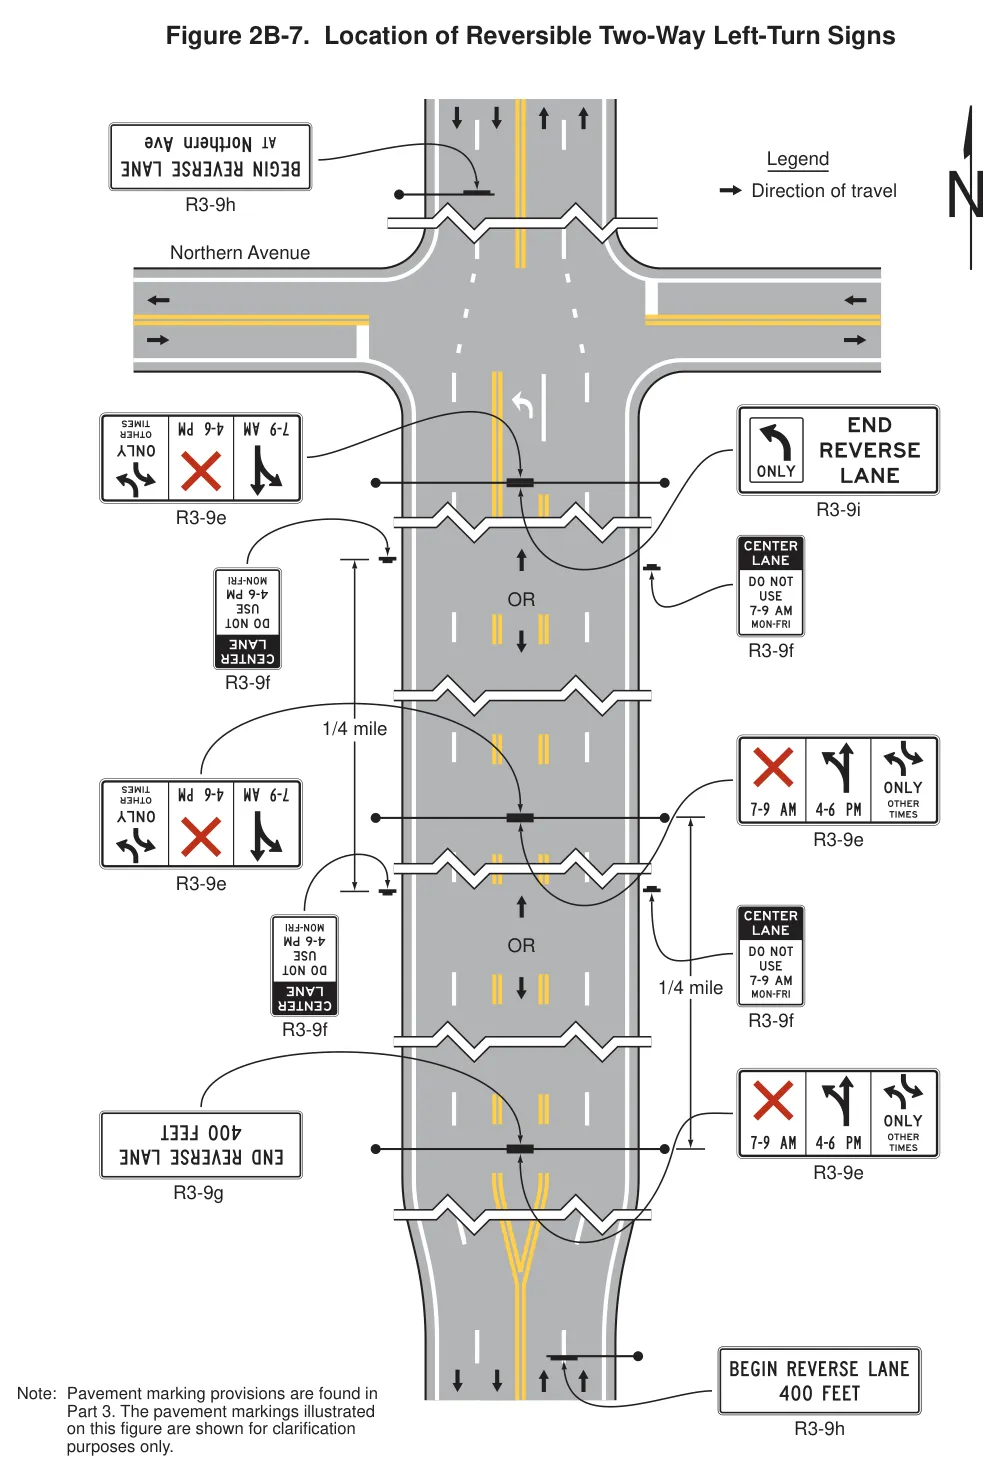 Figure 2B-7.  Location of Reversible Two-Way Left-Turn Signs
BEGIN REVERSE LANE
AT Northern Ave
R3-9h
Legend
Direction of travel
N
Northern Avenue
7-9 AM
4-6 PM
ONLY
OTHER
TIMES
R3-9e
ONLY
END
REVERSE
LANE
R3-9i
CENTER
LANE
DO NOT
USE
4-6 PM
MON-FRI
R3-9f
OR
CENTER
LANE
DO NOT
USE
7-9 AM
MON-FRI
R3-9f
1/4 mile
7-9 AM
4-6 PM
ONLY
OTHER
TIMES
R3-9e
7-9 AM
4-6 PM
ONLY
OTHER
TIMES
R3-9e
CENTER
LANE
DO NOT
USE
4-6 PM
MON-FRI
R3-9f
OR
CENTER
LANE
DO NOT
USE
7-9 AM
MON-FRI
R3-9f
1/4 mile
END REVERSE LANE
400 FEET
R3-9g
7-9 AM
4-6 PM
ONLY
OTHER
TIMES
R3-9e
BEGIN REVERSE LANE
400 FEET
R3-9h
Note: Pavement marking provisions are found in
Part 3. The pavement markings illustrated
on this figure are shown for clarification
purposes only.